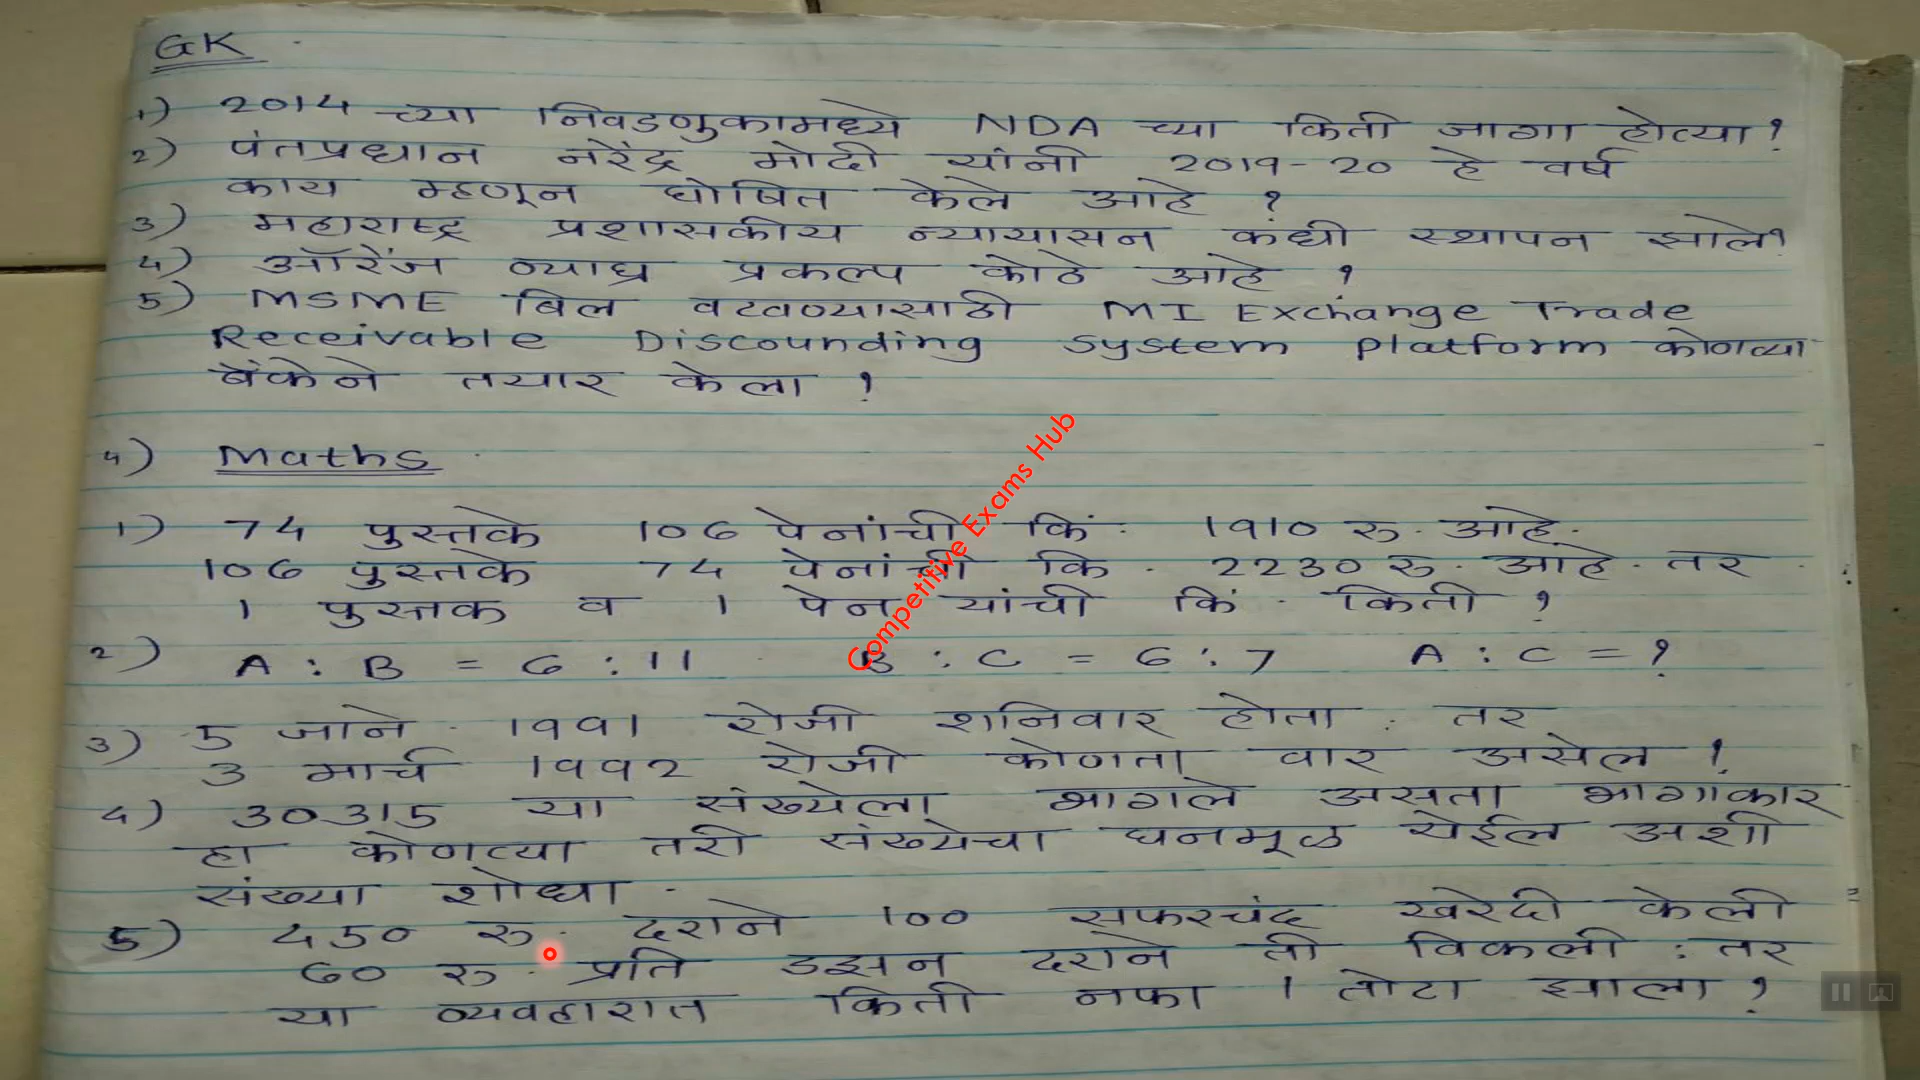 GK
1) 2014 च्या निवडणुकामध्ये NDA च्या किती जागा होत्या?
2) पंतप्रधान नरेंद्र मोदी यांनी 2019-20 हे वर्ष
काय म्हणून घोषित केले आहे ?
3) महाराष्ट्र प्रशासकीय न्यायासन कधी स्थापन झाले?
4) ऑरेंज व्याघ्र प्रकल्प कोठे आहे ?
5) MSME बिल वटवण्यासाठी MI Exchange Trade
Receivable Discounding System Platform कोणत्या
बँकेने तयार केला ?
4) Maths
1) 74 पुस्तके 106 पेनांची किं. 1910 रु. आहे.
106 पुस्तके 74 पेनांची कि. 2230 रु. आहे. तर
1 पुस्तक व 1 पेन यांची किं. किती ?
2) A : B = 6 : 11 B : C = 6 : 7 A : C = ?
3) 5 जाने. 1991 रोजी शनिवार होता. तर
3 मार्च 1992 रोजी कोणता वार असेल ?
4) 30315 या संख्येला भागले असता भागाकार
हा कोणत्या तरी संख्येचा घनमूळ येईल अशी
संख्या शोधा.
5) 450 रु. दराने 100 सफरचंद खरेदी केली
60 रु. प्रति डझन दराने ती विकली. तर
या व्यवहारात किती नफा । तोटा झाला ?
Competitive Exams Hub